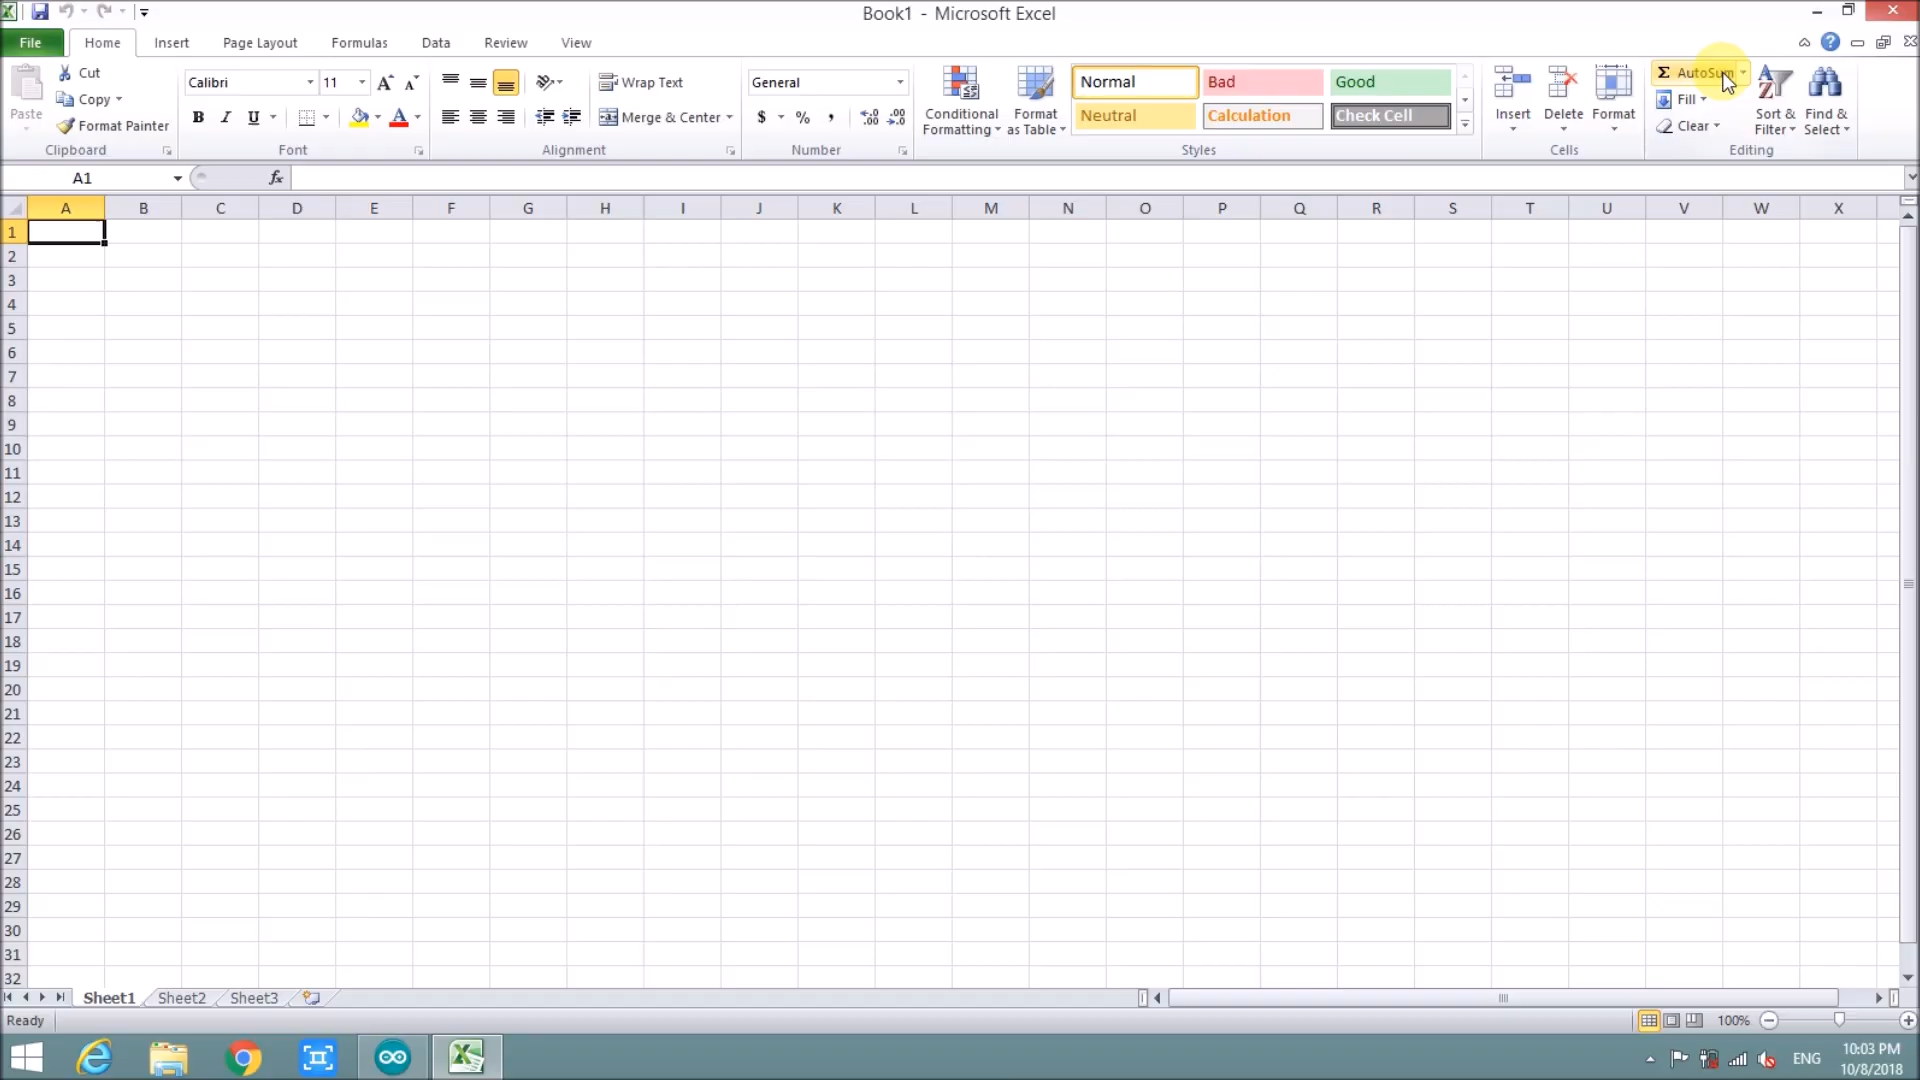 Book1 - Microsoft Excel
File Home Insert Page Layout Formulas Data Review View
Paste
Cut
Copy
Format Painter
Clipboard
Calibri 11
B I U
Font
Wrap Text
Merge & Center
Alignment
General
$ % ,
Number
Conditional Formatting
Format as Table
Normal Bad Good
Neutral Calculation Check Cell
Styles
Insert Delete Format
Cells
Σ AutoSum
Fill
Clear
Sort & Filter
Find & Select
Editing
A1 fx
A B C D E F G H I J K L M N O P Q R S T U V W X
1
2
3
4
5
6
7
8
9
10
11
12
13
14
15
16
17
18
19
20
21
22
23
24
25
26
27
28
29
30
31
32
Sheet1 Sheet2 Sheet3
Ready 100%
ENG
10:03 PM
10/8/2018